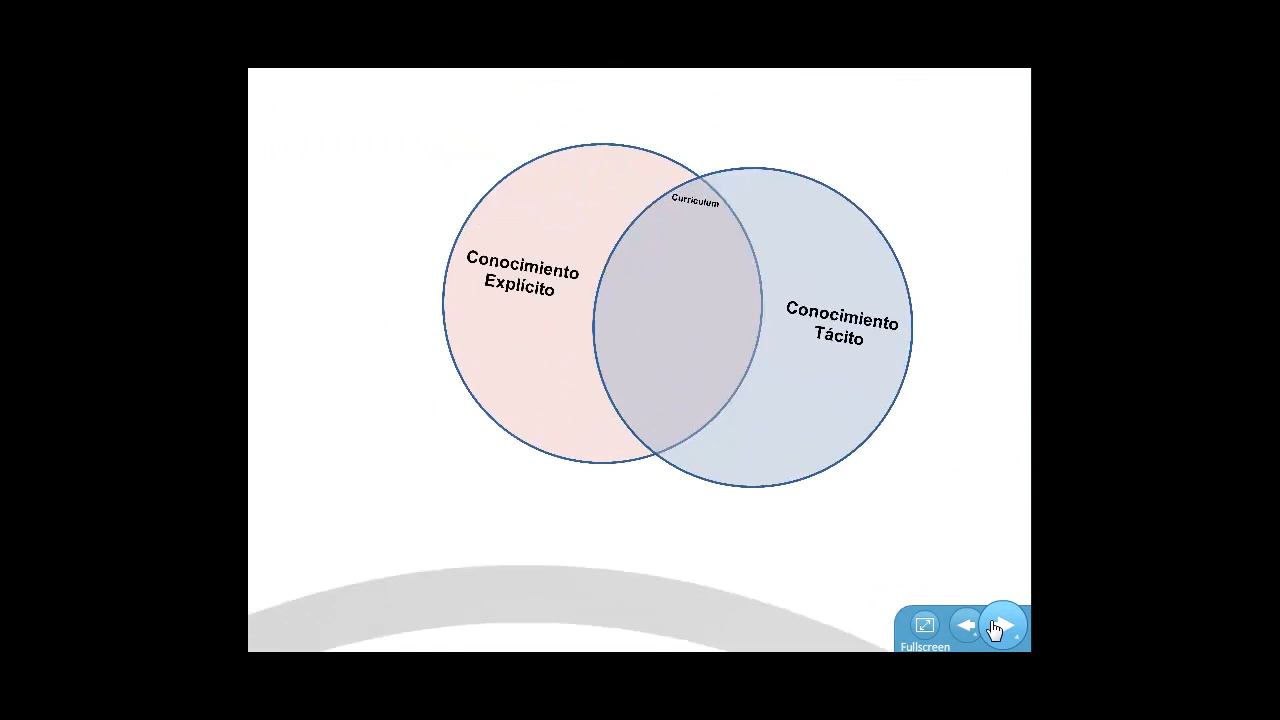 Curriculum
Conocimiento
Explícito
Conocimiento
Tácito
Fullscreen